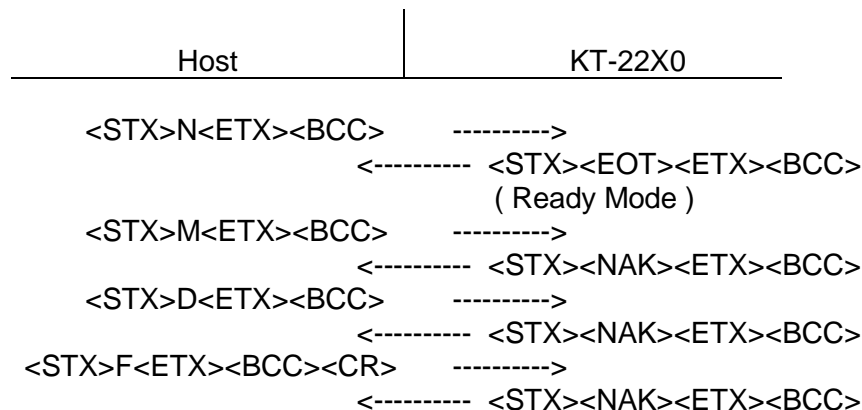 Host KT-22X0
<STX>N<ETX><BCC> ---------->
<---------- <STX><EOT><ETX><BCC>
( Ready Mode )
<STX>M<ETX><BCC> ---------->
<---------- <STX><NAK><ETX><BCC>
<STX>D<ETX><BCC> ---------->
<---------- <STX><NAK><ETX><BCC>
<STX>F<ETX><BCC><CR> ---------->
<---------- <STX><NAK><ETX><BCC>